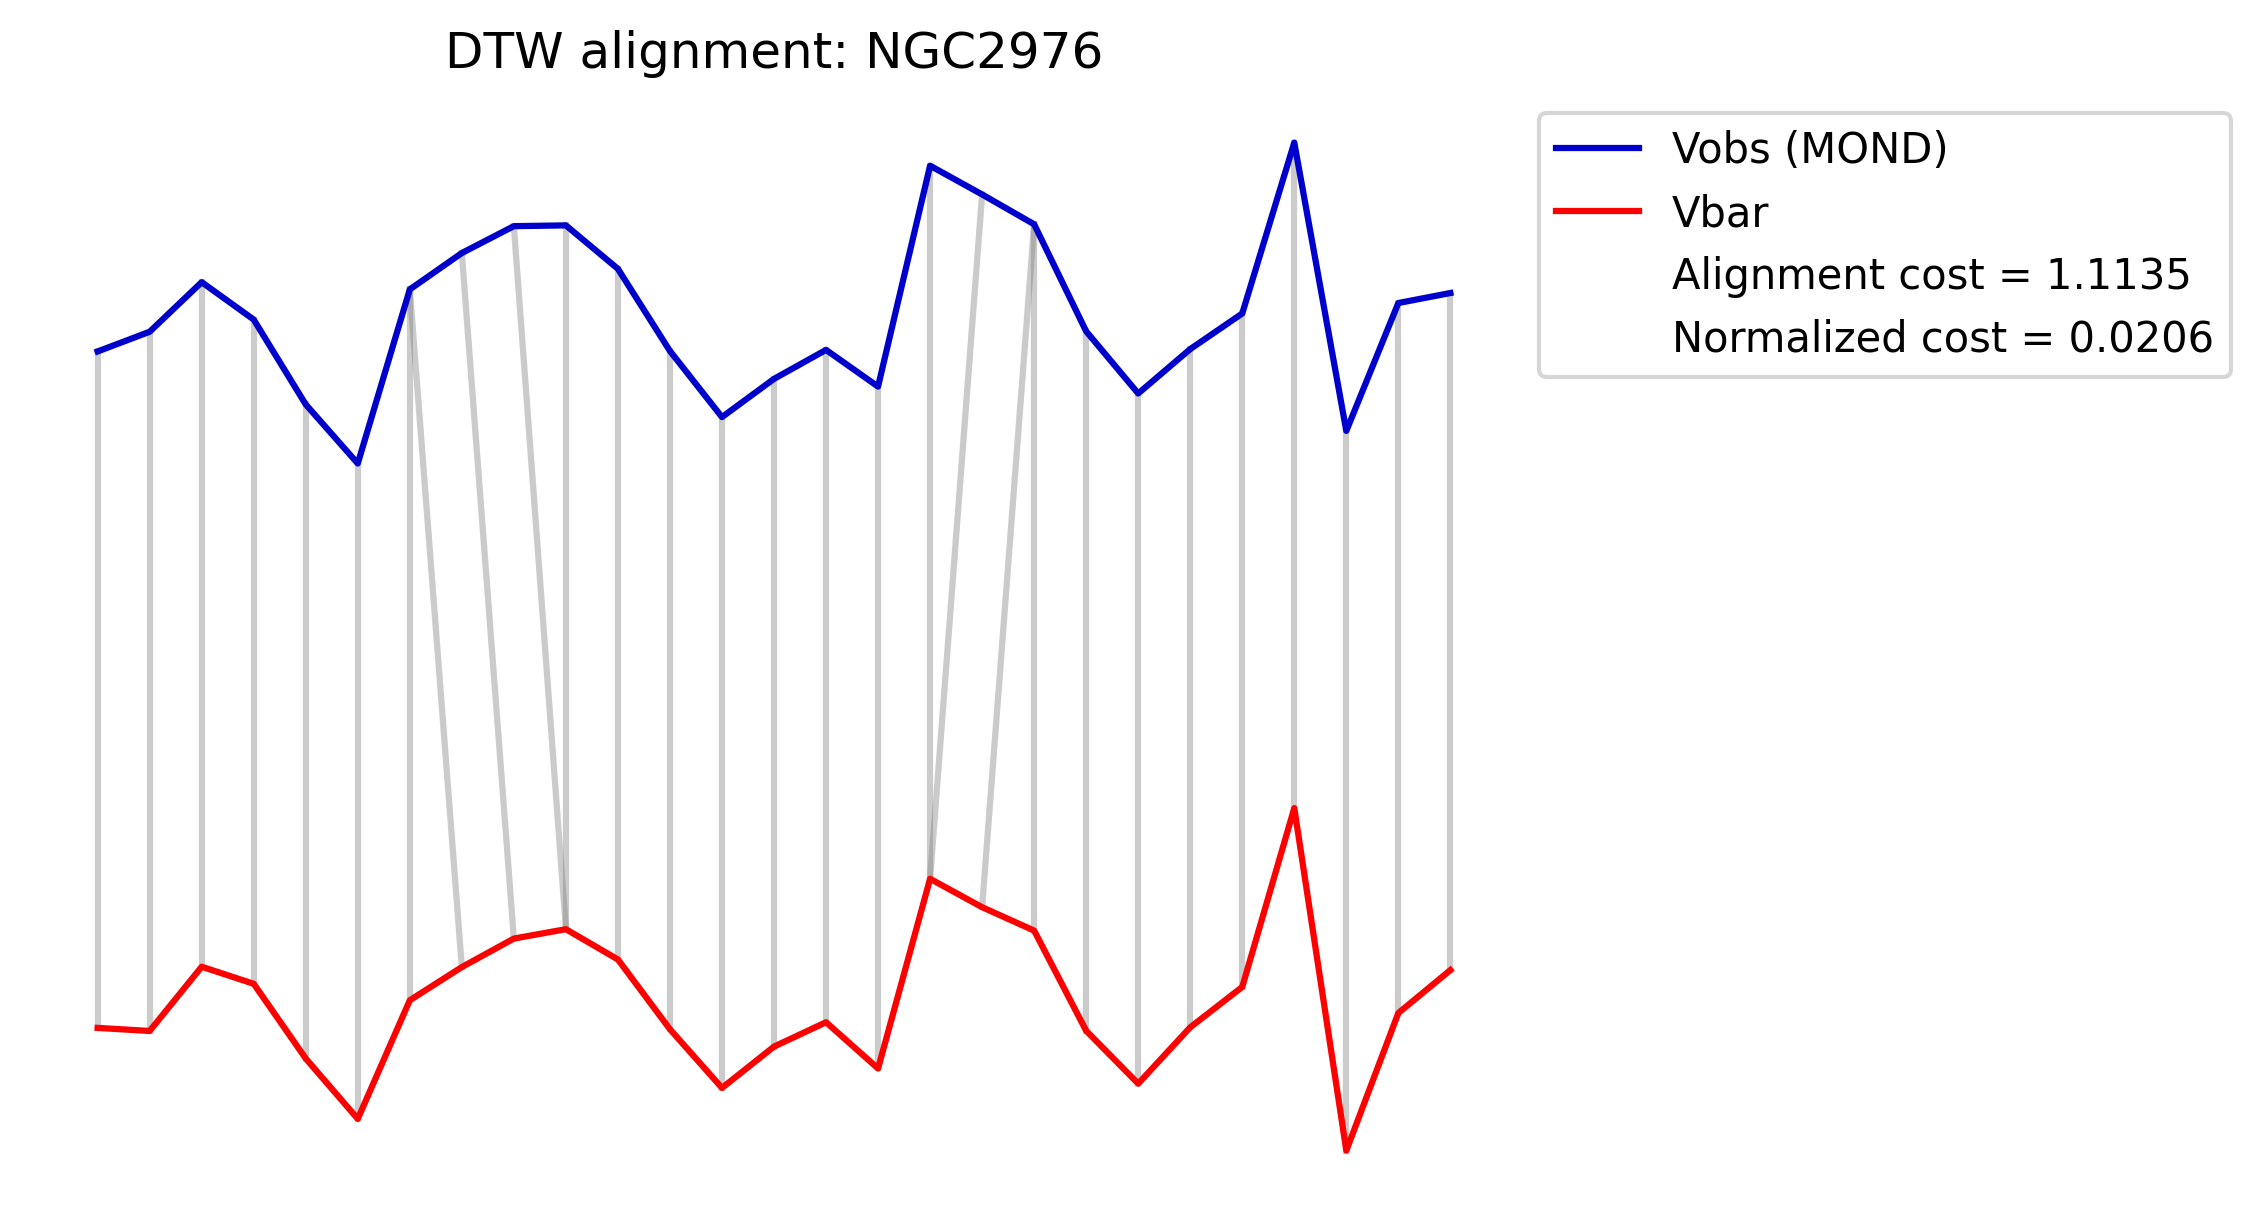 DTW alignment: NGC2976
Vobs (MOND)
Vbar
Alignment cost = 1.1135
Normalized cost = 0.0206